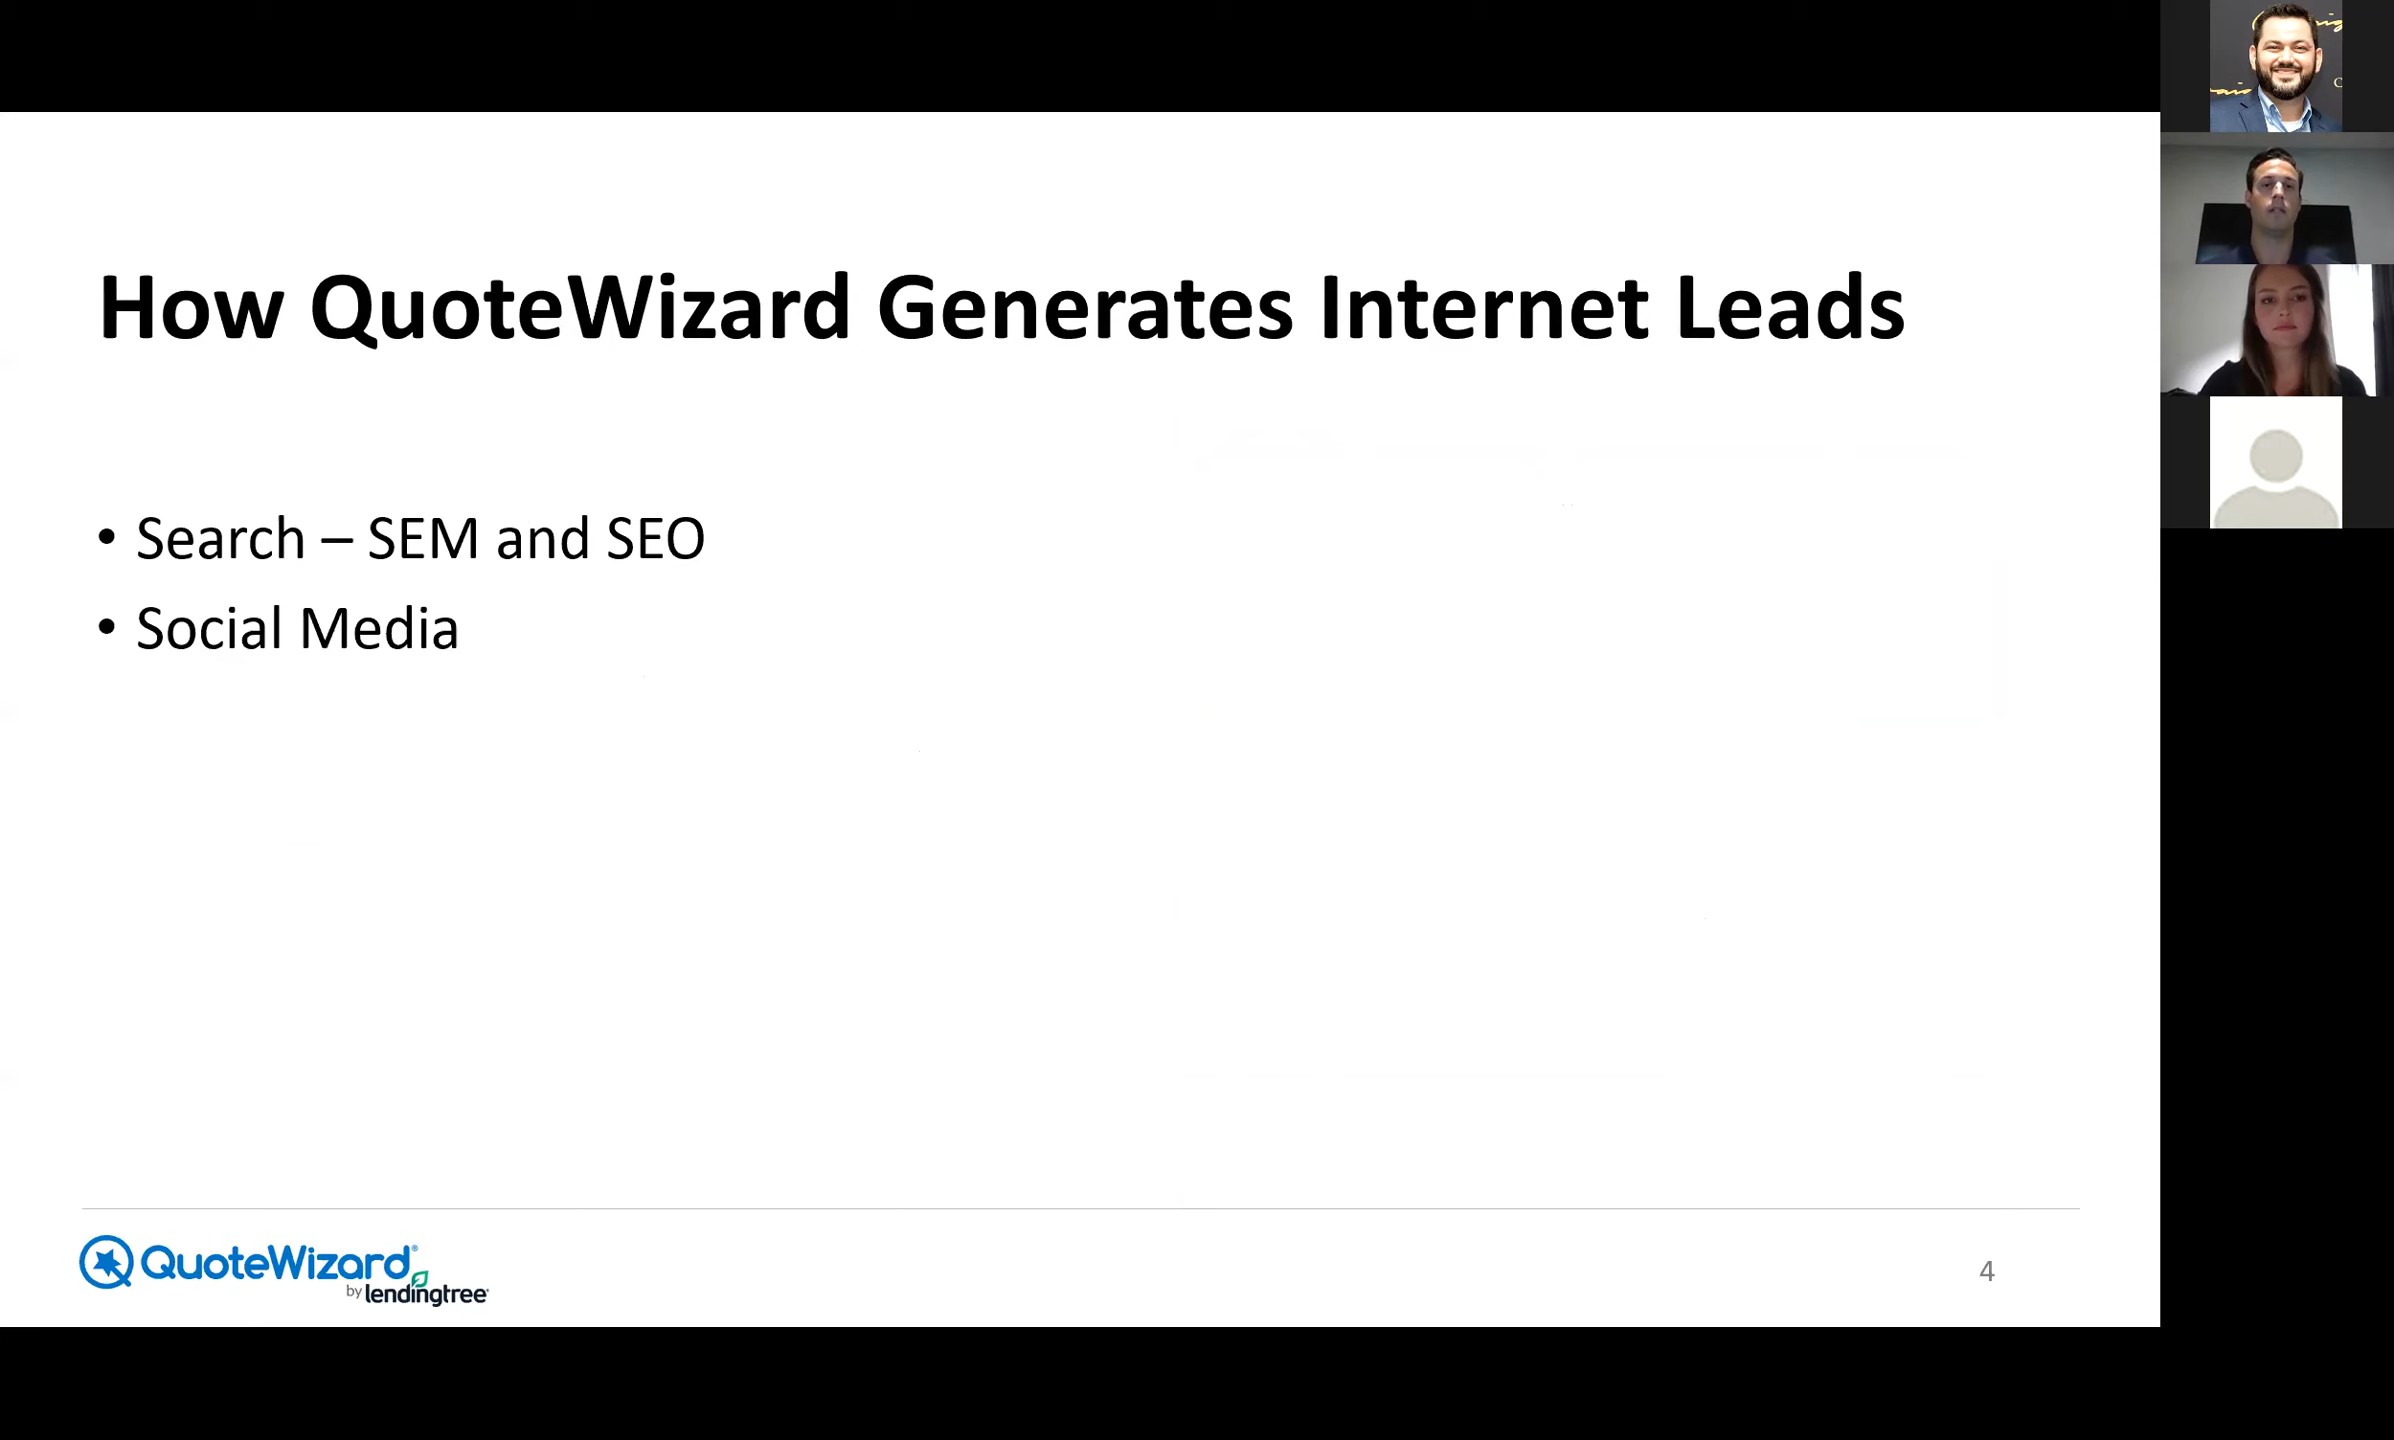 How QuoteWizard Generates Internet Leads
• Search – SEM and SEO
• Social Media
QuoteWizard®
by lendingtree®
4